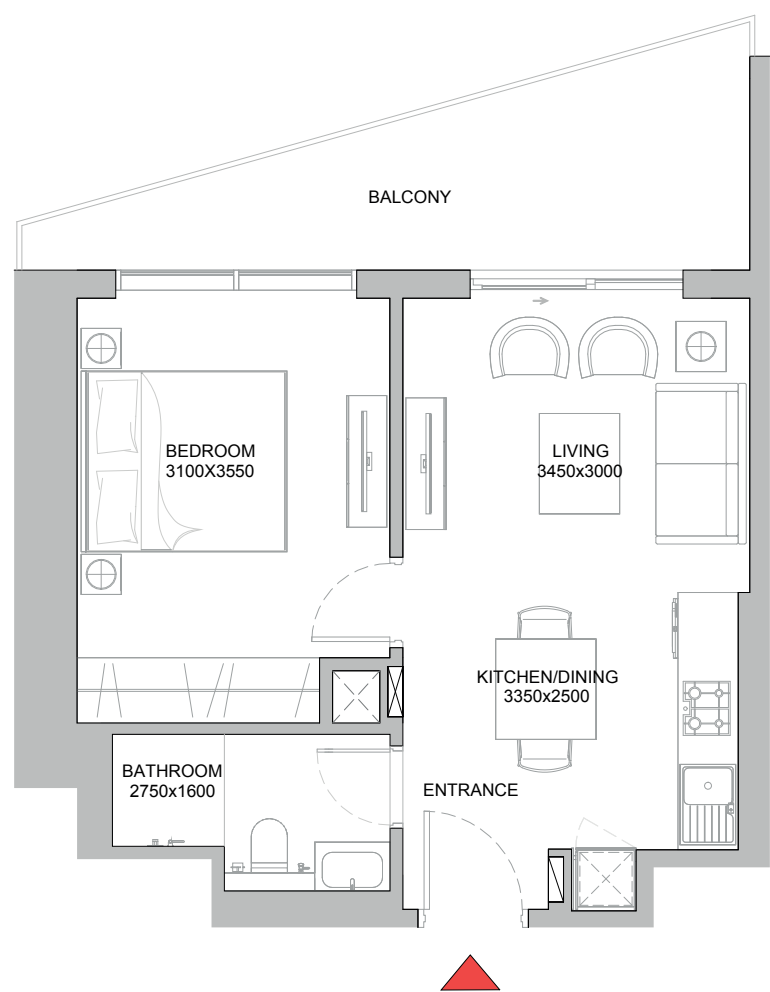 BALCONY
BEDROOM
3100X3550
LIVING
3450x3000
KITCHEN/DINING
3350x2500
BATHROOM
2750x1600
ENTRANCE